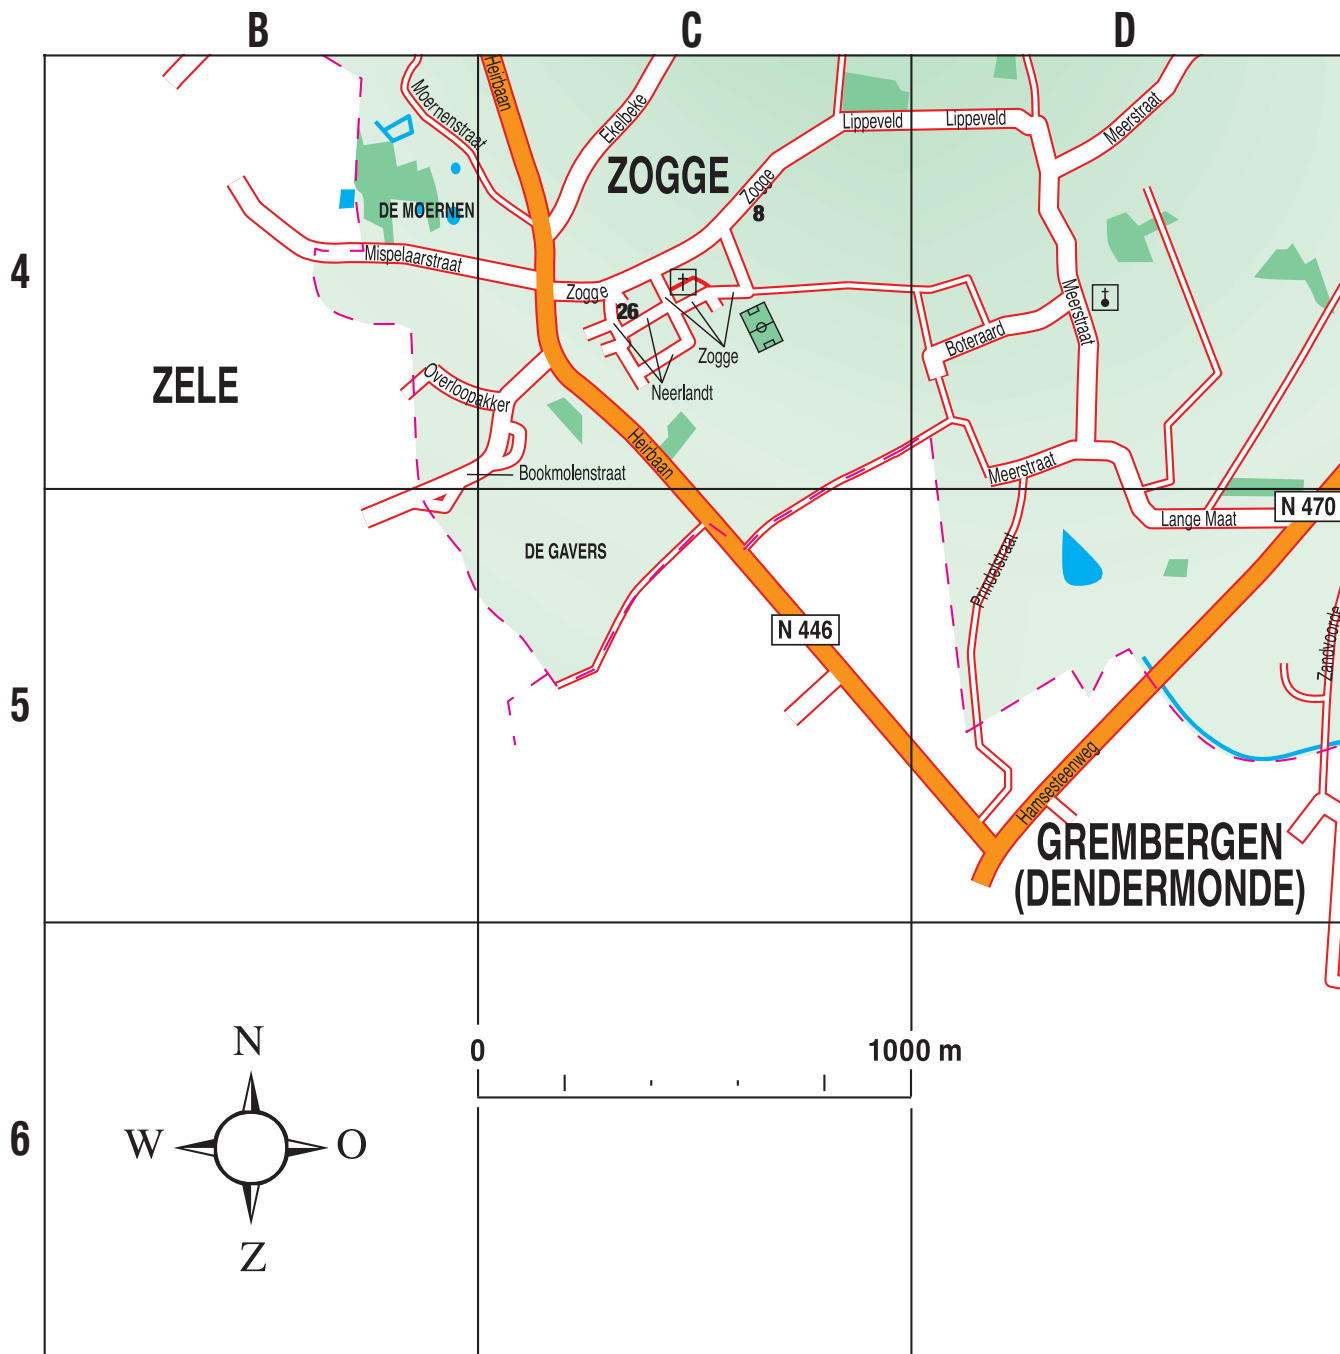 B
C
D
4
5
6
Heirbaan
Moernenstraat
Ekelbeke
Lippeveld
Lippeveld
Meerstraat
ZOGGE
Zogge
8
DE MOERNEN
Mispelaarstraat
Zogge
26
Meerstraat
Boteraard
Zogge
Neerlandt
ZELE
Overloopakker
Heirbaan
Bookmolenstraat
Meerstraat
N 470
Lange Maat
DE GAVERS
Prindelstraat
N 446
Zandvoorde
Hamsesteenweg
GREMBERGEN
(DENDERMONDE)
N
W
O
Z
0
1000 m